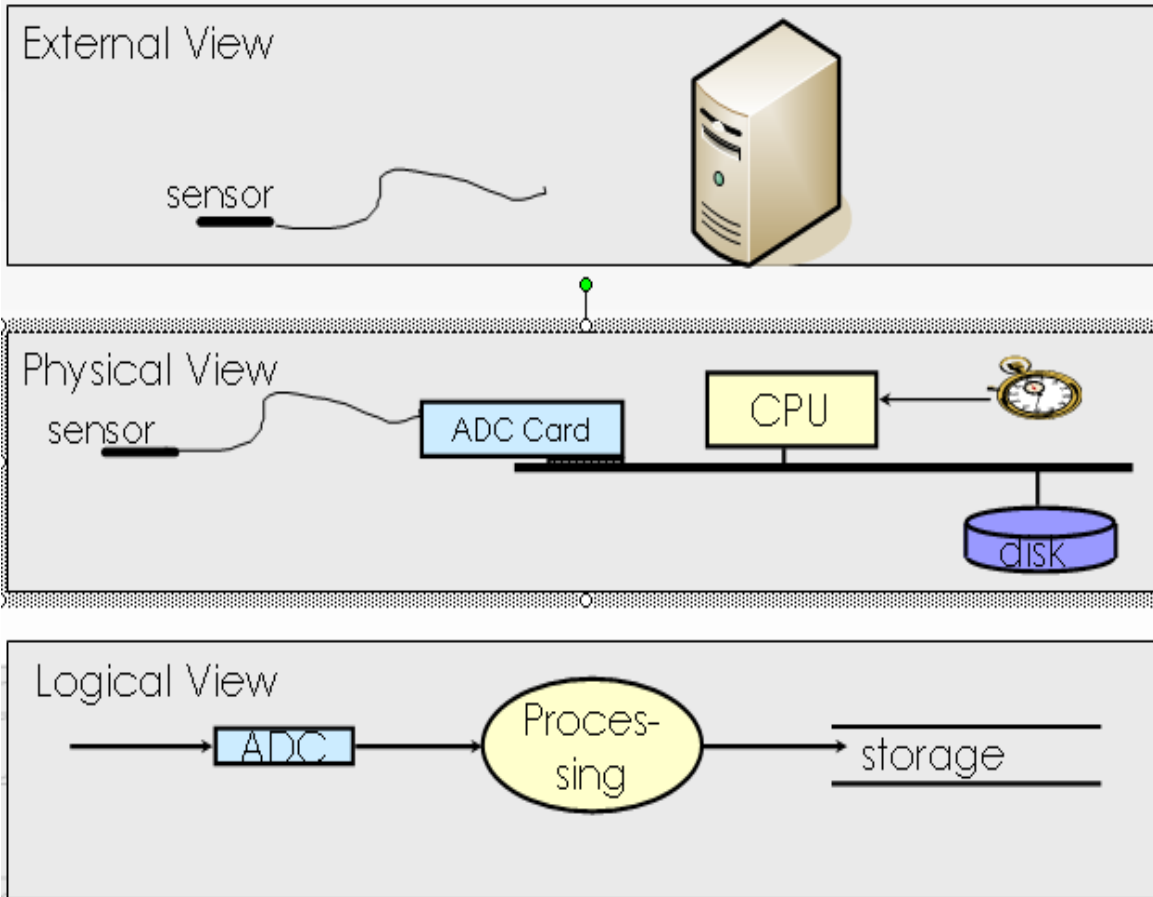 External View
sensor
Physical View
sensor
ADC Card
CPU
disk
Logical View
ADC
Proces-
sing
storage